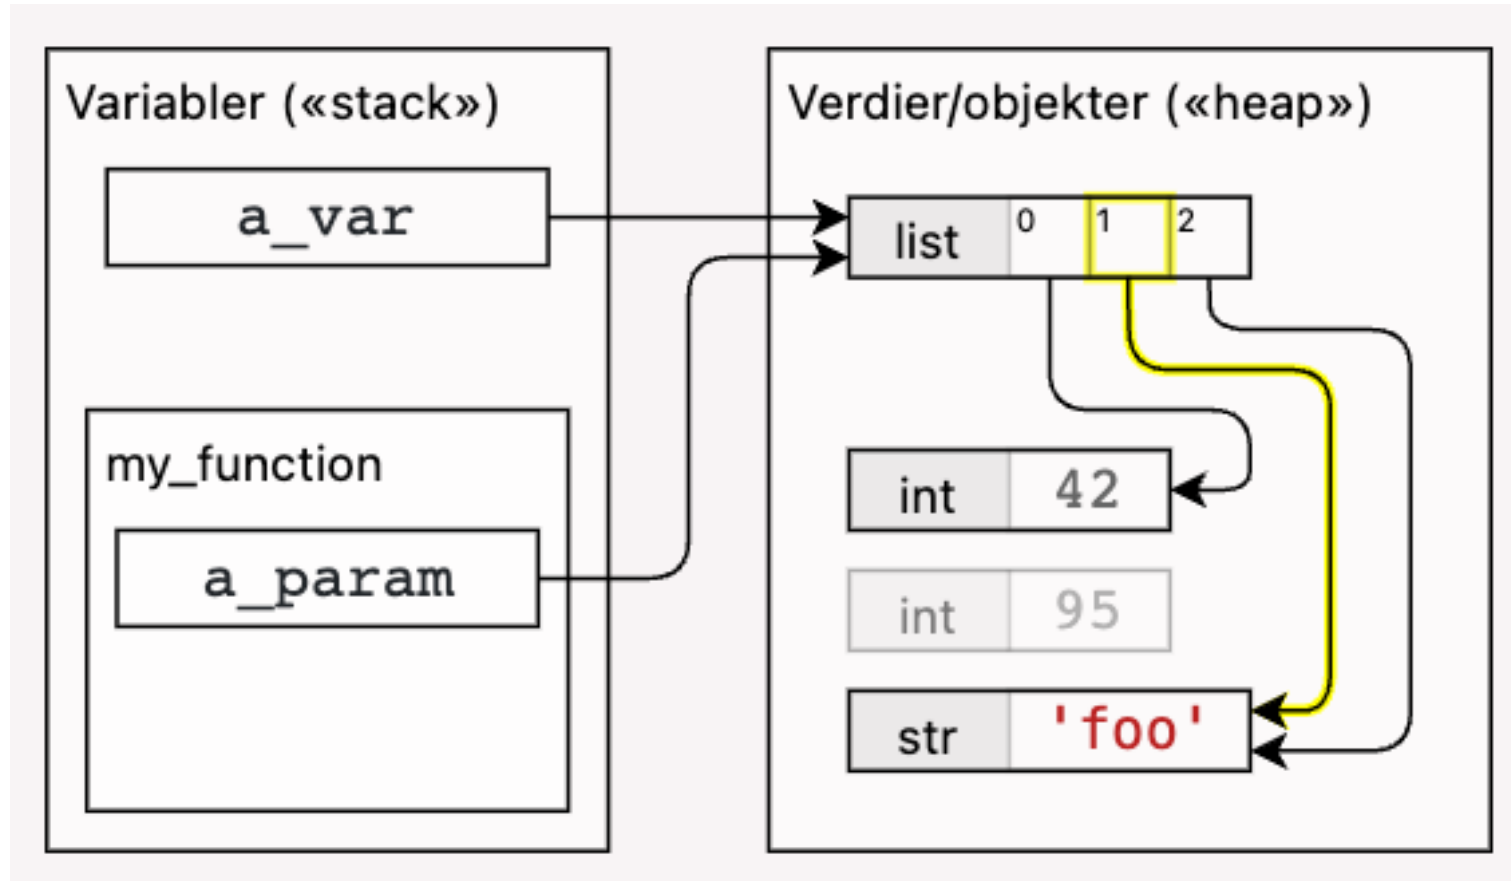 Variabler («stack»)
a_var
my_function
a_param
Verdier/objekter («heap»)
list 0 1 2
int 42
int 95
str 'foo'